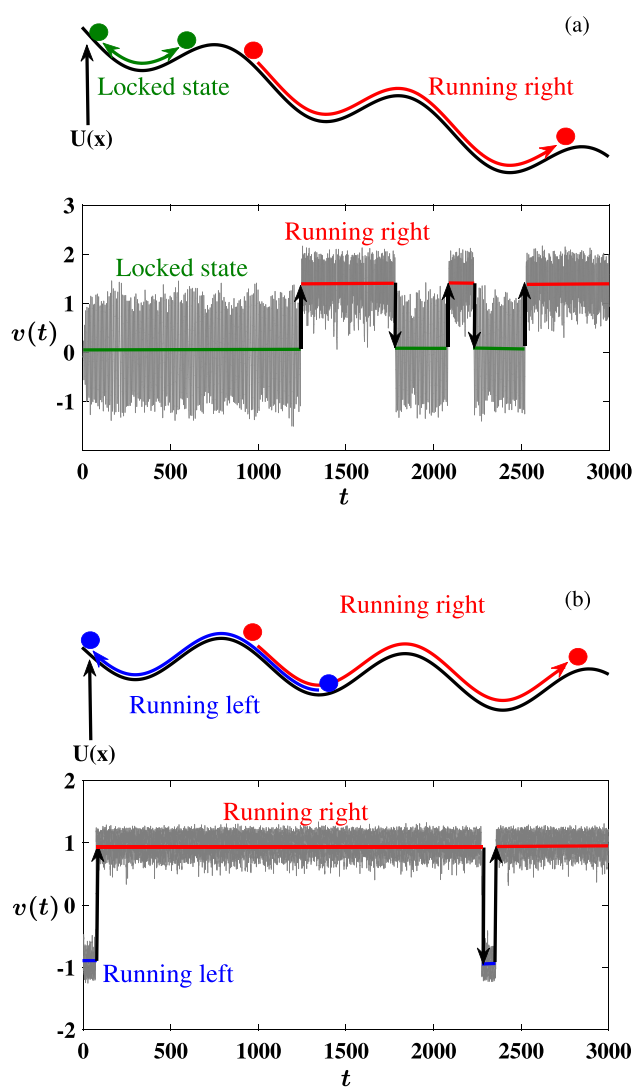 (a)
Locked state
Running right
U(x)
3
Running right
Locked state
2
1
v(t)
0
-1
0 500 1000 1500 2000 2500 3000
t
(b)
Running right
Running left
U(x)
2
Running right
1
v(t) 0
-1
Running left
-2
0 500 1000 1500 2000 2500 3000
t